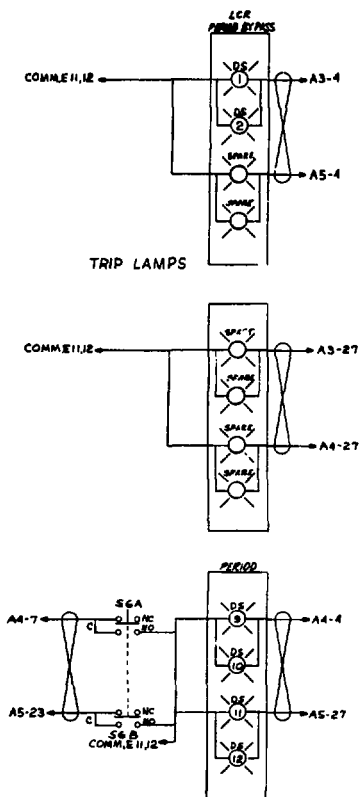 LCR
PERIOD BYPASS
DS
1
COMM,E11,12
A3-4
DS
2
SPARE
A5-4
SPARE
TRIP LAMPS
SPARE
COMM,E11,12
A3-27
SPARE
SPARE
A4-27
SPARE
PERIOD
S6A
DS
A4-7
NC
9
A4-4
C
NO
DS
10
DS
A5-23
NC
11
A5-27
C
NO
S6B
DS
COMM,E11,12
12